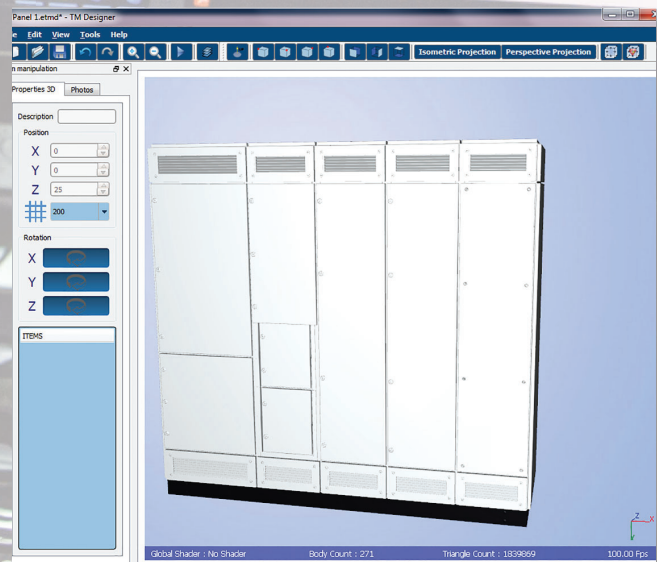 Panel 1.etmd* - TM Designer
Edit View Tools Help
Isometric Projection Perspective Projection
manipulation
Properties 3D Photos
Description
Position
X 0
Y 0
Z 25
200
Rotation
X
Y
Z
ITEMS
Z
X
Global Shader : No Shader Body Count : 271 Triangle Count : 1839869 100.00 Fps